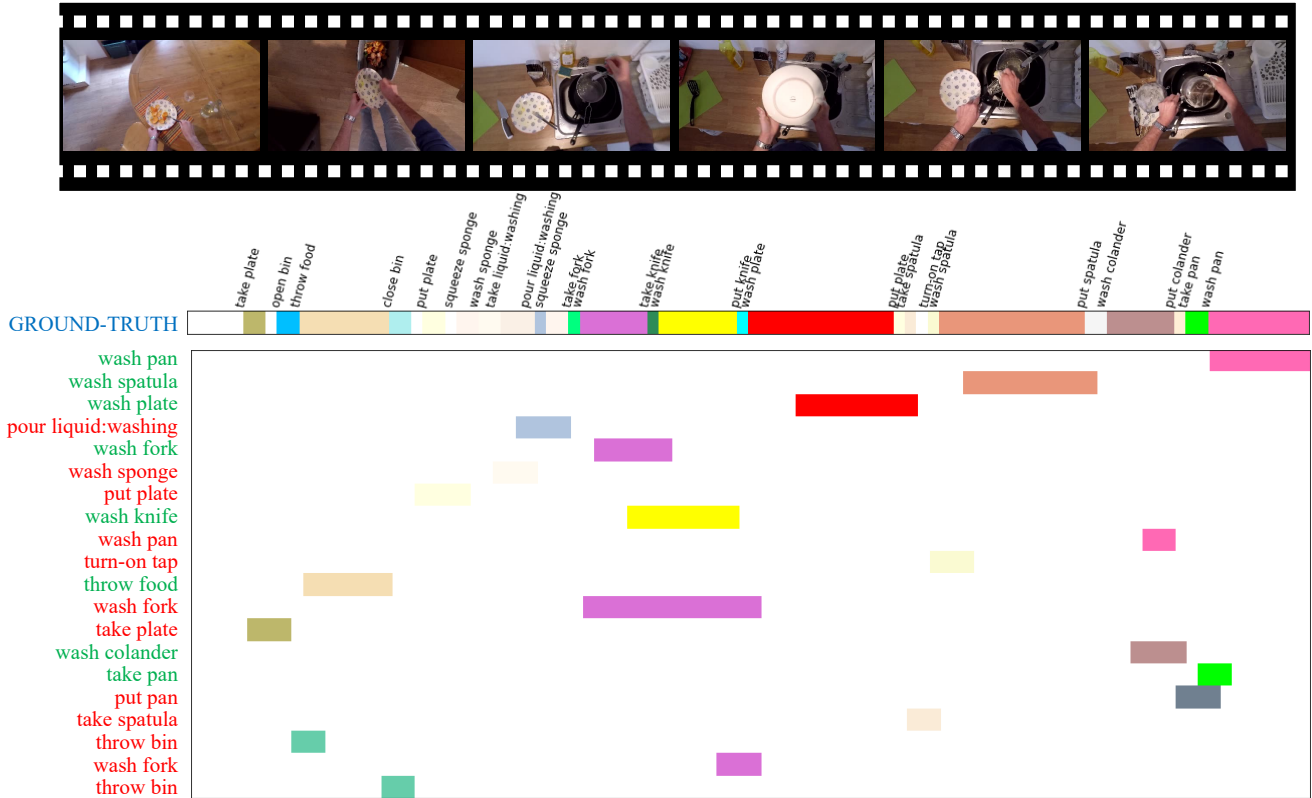 take plate
open bin
throw food
close bin
put plate
squeeze sponge
wash sponge
take liquid:washing
pour liquid:washing
squeeze sponge
take fork
wash fork
take knife
wash knife
put knife
wash plate
put plate
take spatula
turn-on tap
wash spatula
put spatula
wash colander
put colander
take pan
wash pan
GROUND-TRUTH
wash pan
wash spatula
wash plate
pour liquid:washing
wash fork
wash sponge
put plate
wash knife
wash pan
turn-on tap
throw food
wash fork
take plate
wash colander
take pan
put pan
take spatula
throw bin
wash fork
throw bin